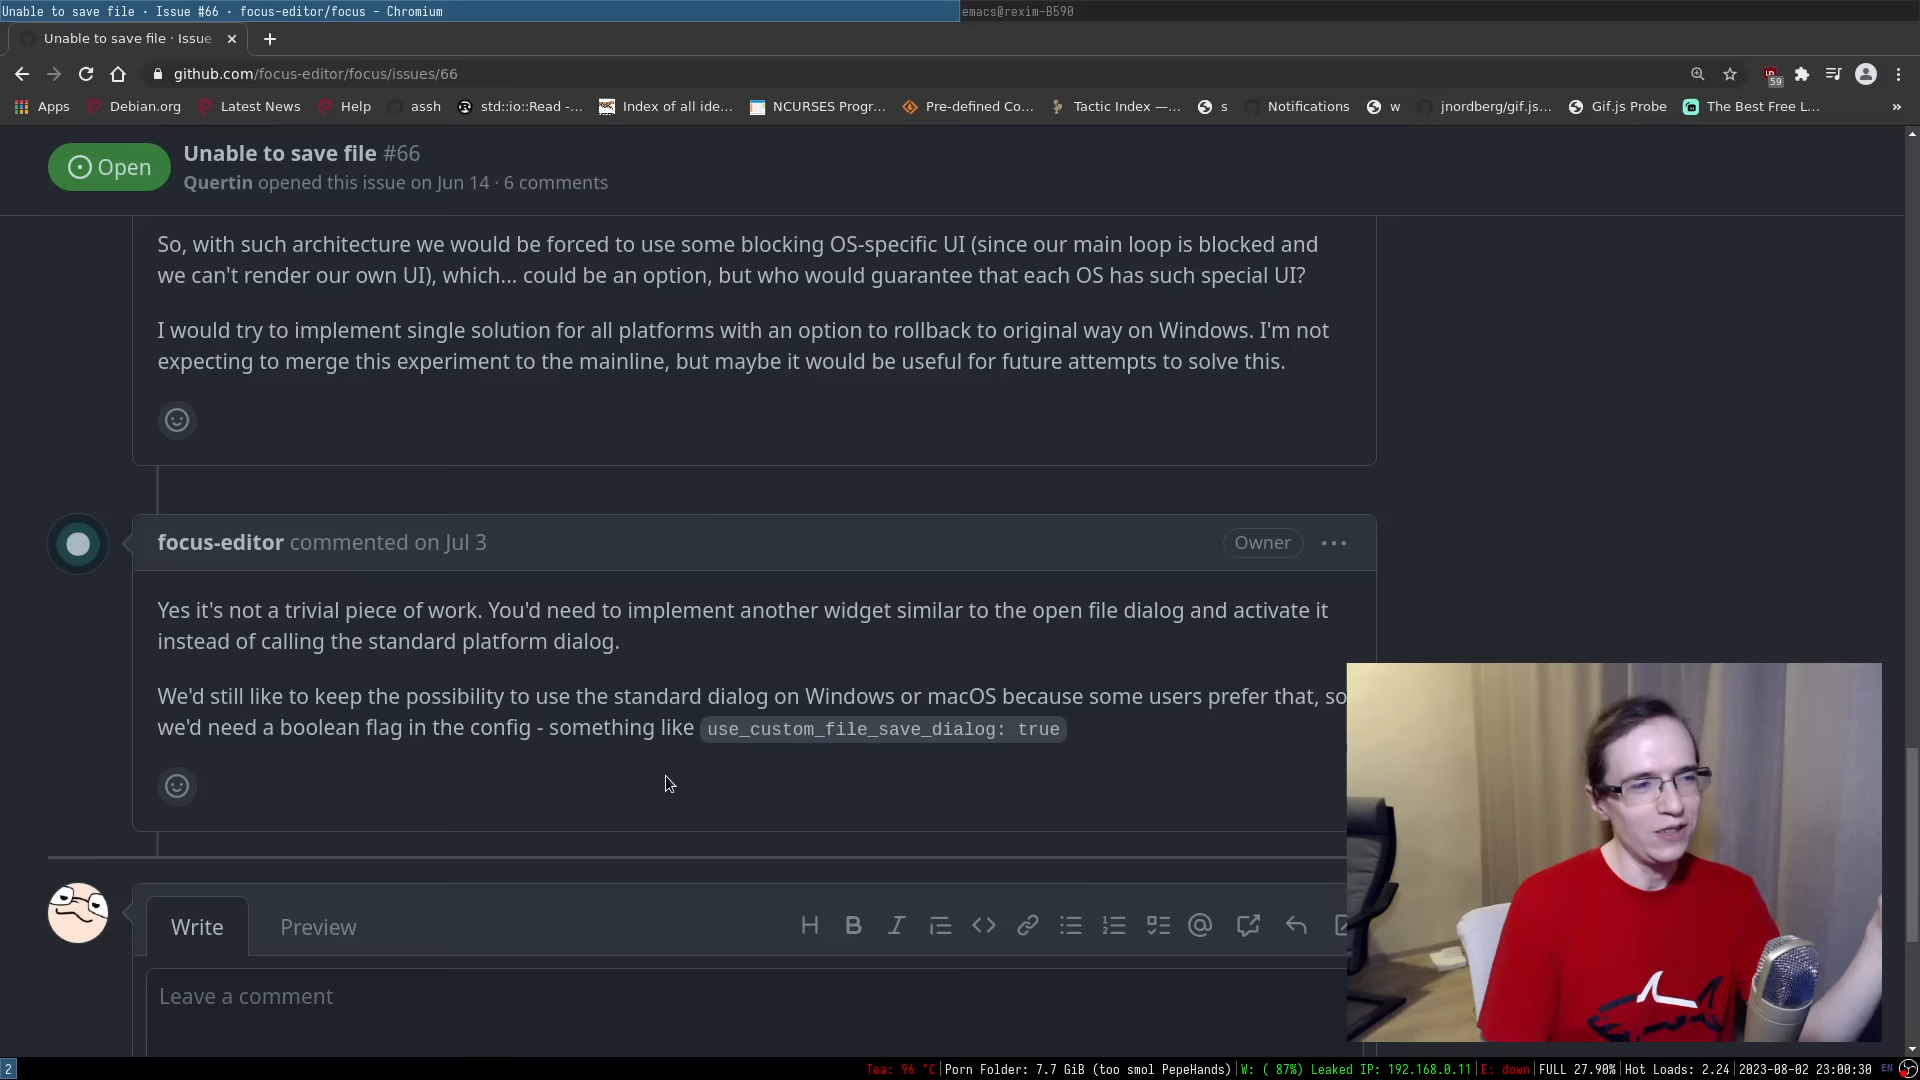 Unable to save file · Issue #66 · focus-editor/focus - Chromium
emacs@rexim-B590
Unable to save file · Issue
github.com/focus-editor/focus/issues/66
59
Apps Debian.org Latest News Help assh std::io::Read -... Index of all ide... NCURSES Progr... Pre-defined Co... Tactic Index —... s Notifications w jnordberg/gif.js... Gif.js Probe The Best Free L... »
Open
Unable to save file #66
Quertin opened this issue on Jun 14 · 6 comments
So, with such architecture we would be forced to use some blocking OS-specific UI (since our main loop is blocked and
we can't render our own UI), which... could be an option, but who would guarantee that each OS has such special UI?
I would try to implement single solution for all platforms with an option to rollback to original way on Windows. I'm not
expecting to merge this experiment to the mainline, but maybe it would be useful for future attempts to solve this.
focus-editor commented on Jul 3
Owner
Yes it's not a trivial piece of work. You'd need to implement another widget similar to the open file dialog and activate it
instead of calling the standard platform dialog.
We'd still like to keep the possibility to use the standard dialog on Windows or macOS because some users prefer that, so
we'd need a boolean flag in the config - something like use_custom_file_save_dialog: true
Write
Preview
Leave a comment
2
Tea: 96 °C|Porn Folder: 7.7 GiB (too smol PepeHands)|W: ( 87%) Leaked IP: 192.168.0.11|E: down|FULL 27.90%|Hot Loads: 2.24|2023-08-02 23:00:30 EN